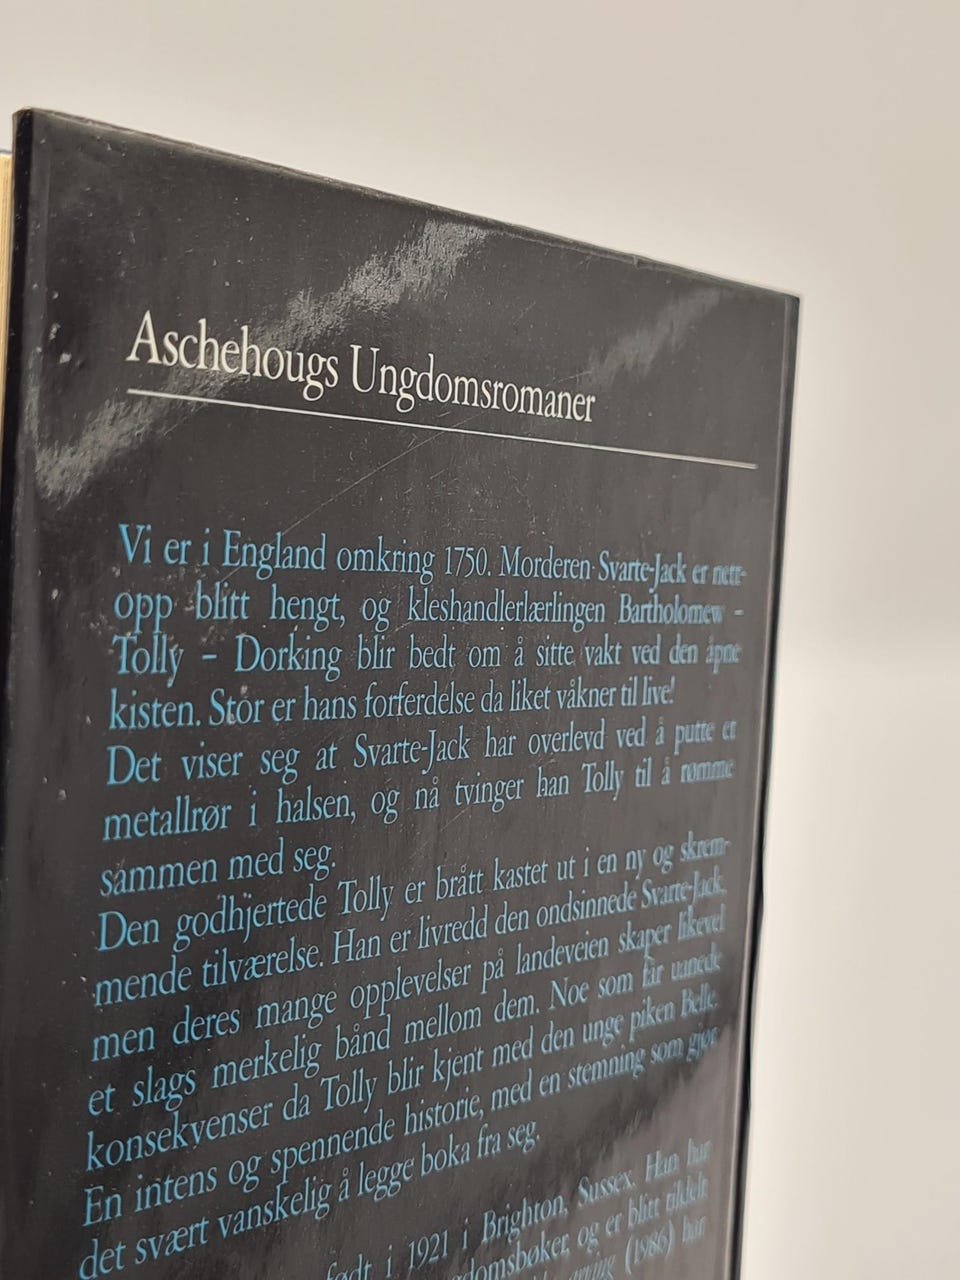 Aschehougs Ungdomsromaner
Vi er i England omkring 1750. Morderen Svarte-Jack er nett-
opp blitt hengt, og kleshandlerlærlingen Bartholomew –
Tolly – Dorking blir bedt om å sitte vakt ved den åpne
kisten. Stor er hans forferdelse da liket våkner til live!
Det viser seg at Svarte-Jack har overlevd ved å putte et
metallrør i halsen, og nå tvinger han Tolly til å rømme
sammen med seg.
Den godhjertede Tolly er brått kastet ut i en ny og skrem-
mende tilværelse. Han er livredd den ondsinnede Svarte-Jack,
men deres mange opplevelser på landeveien skaper likevel
et slags merkelig bånd mellom dem. Noe som får uanede
konsekvenser da Tolly blir kjent med den unge piken Belle.
En intens og spennende historie, med en stemning som gjør
det svært vanskelig å legge boka fra seg.
født i 1921 i Brighton, Sussex. Han har
gdomsbøker, og er blitt tildelt
(1986) har